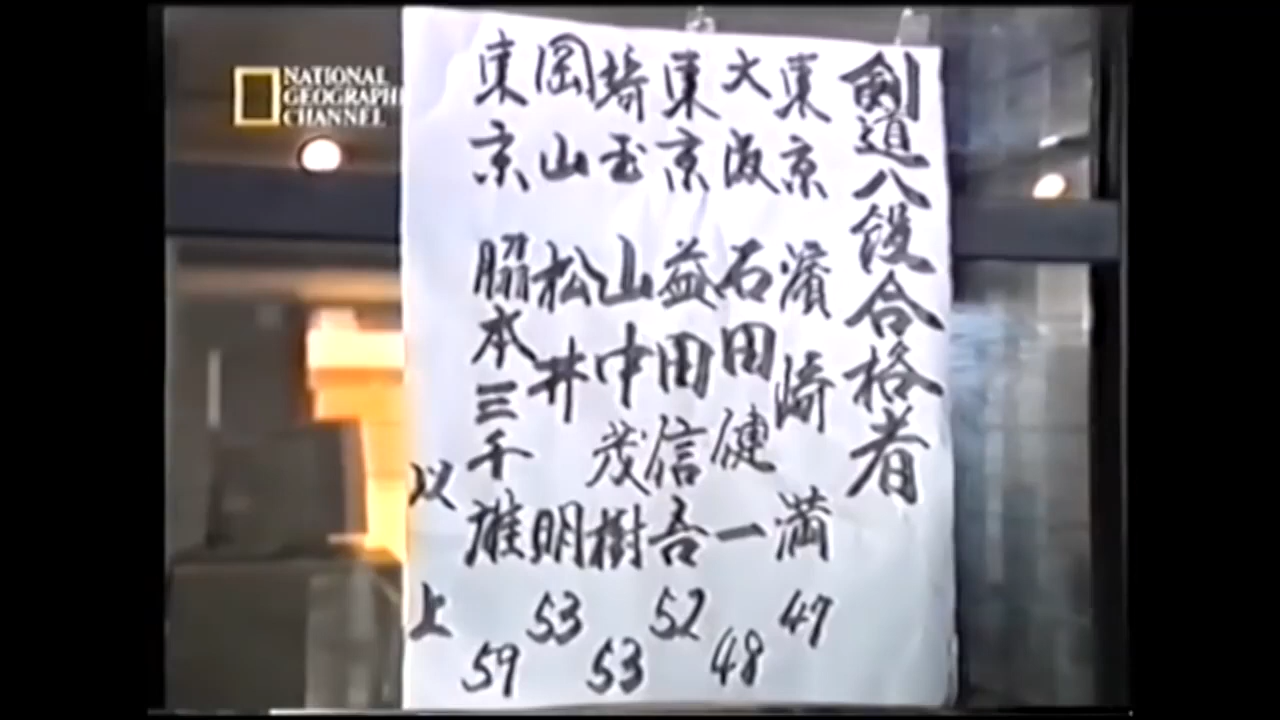 NATIONAL
GEOGRAPHI
CHANNEL
剣道八段合格者
東京 濱崎 満 47
大阪 石田健一 48
東京 益田信吾 52
埼玉 山中茂樹 53
岡山 松井 明 53
東京 脇本三千雄 59
以上